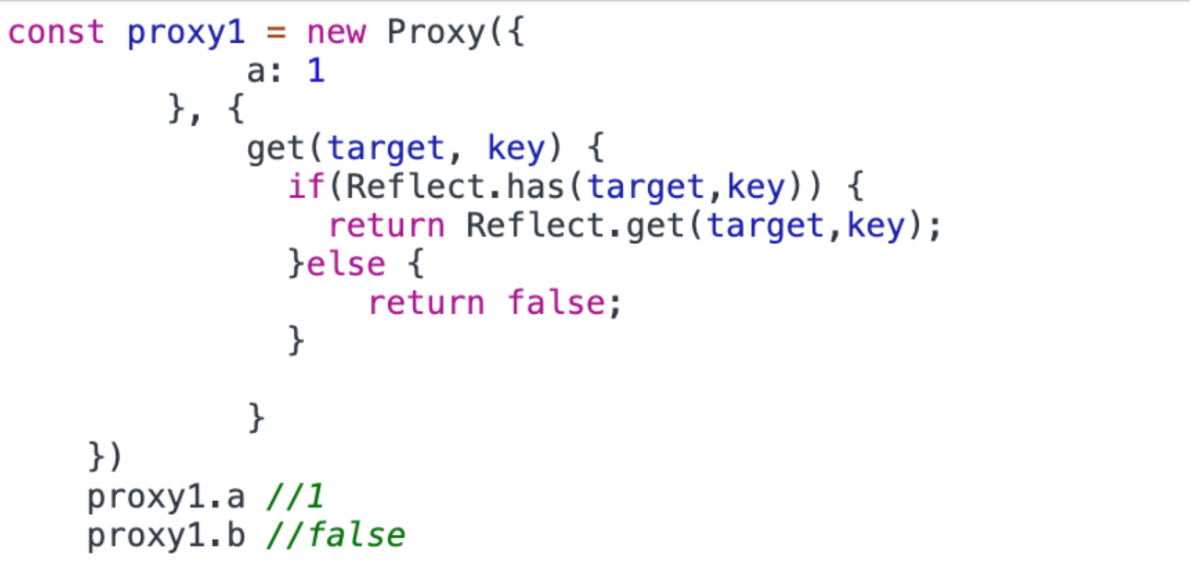 const proxy1 = new Proxy({
            a: 1
        }, {
            get(target, key) {
              if(Reflect.has(target,key)) {
                return Reflect.get(target,key);
              }else {
                  return false;
              }

            }
    })
    proxy1.a //1
    proxy1.b //false